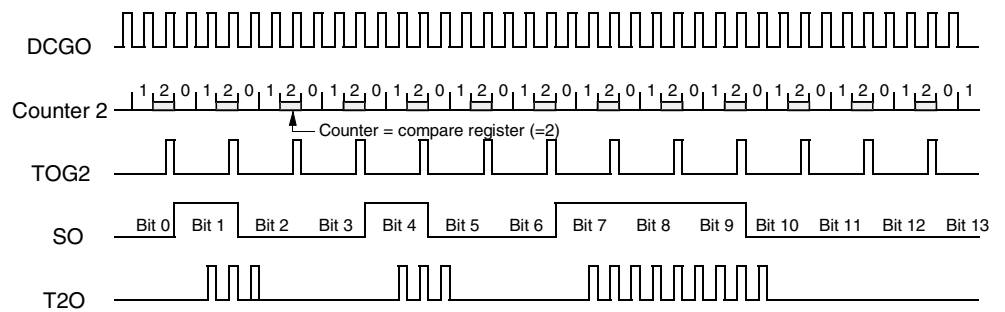 DCGO
Counter 2 1 2 0 1 2 0 1 2 0 1 2 0 1 2 0 1 2 0 1 2 0 1 2 0 1 2 0 1 2 0 1 2 0 1 2 0 1 2 0 1
Counter = compare register (=2)
TOG2
SO Bit 0 Bit 1 Bit 2 Bit 3 Bit 4 Bit 5 Bit 6 Bit 7 Bit 8 Bit 9 Bit 10 Bit 11 Bit 12 Bit 13
T2O